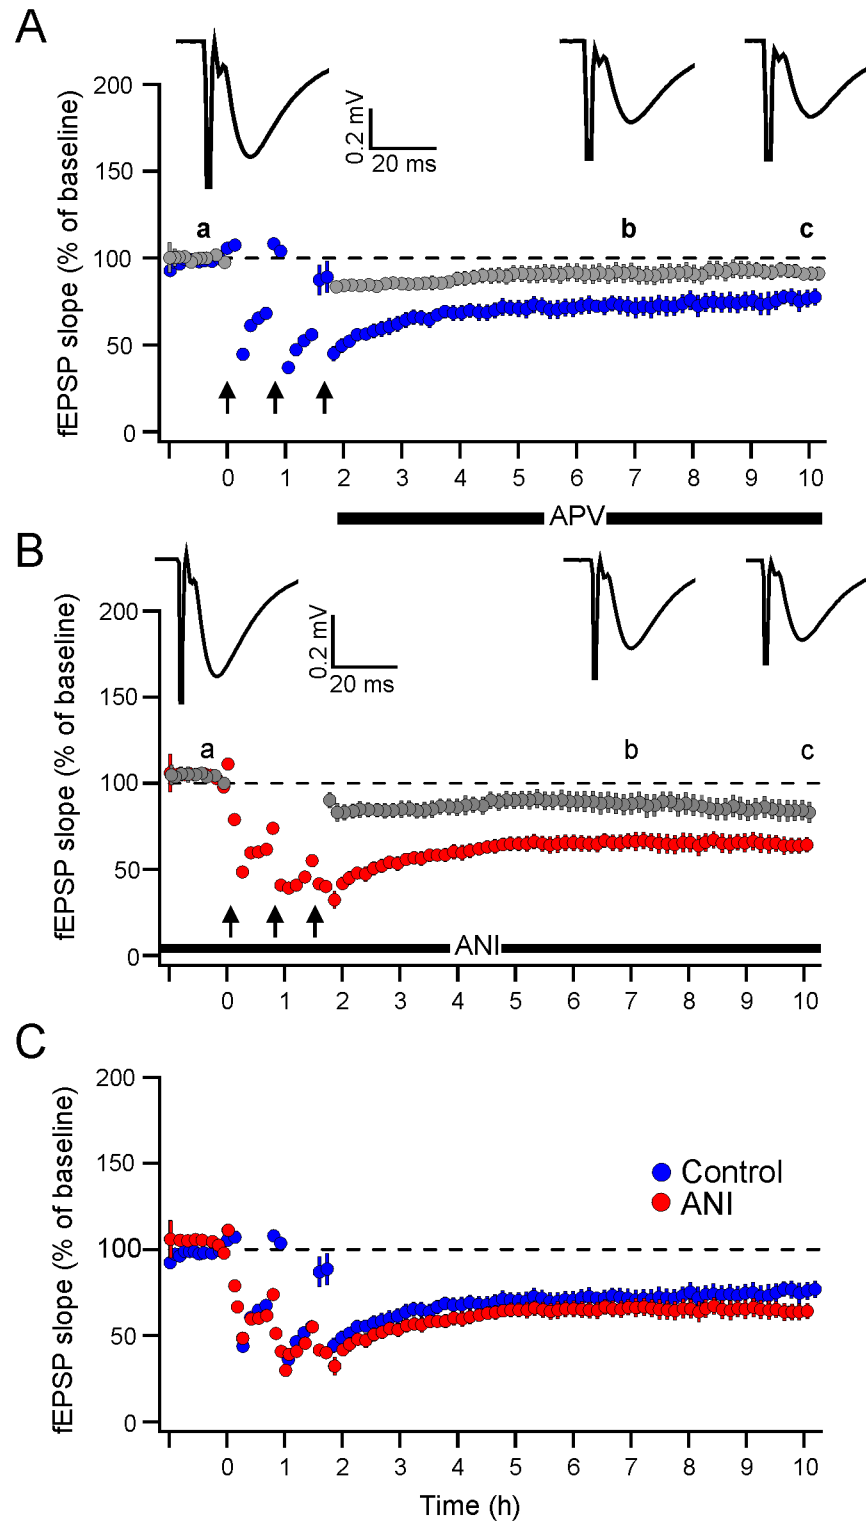 A
fEPSP slope (% of baseline)
200
150
100
50
0
0.2 mV
20 ms
a
b
c
0 1 2 3 4 5 6 7 8 9 10
APV
B
fEPSP slope (% of baseline)
200
150
100
50
0
0.2 mV
20 ms
a
b
c
ANI
0 1 2 3 4 5 6 7 8 9 10
C
fEPSP slope (% of baseline)
200
150
100
50
0
Control
ANI
0 1 2 3 4 5 6 7 8 9 10
Time (h)